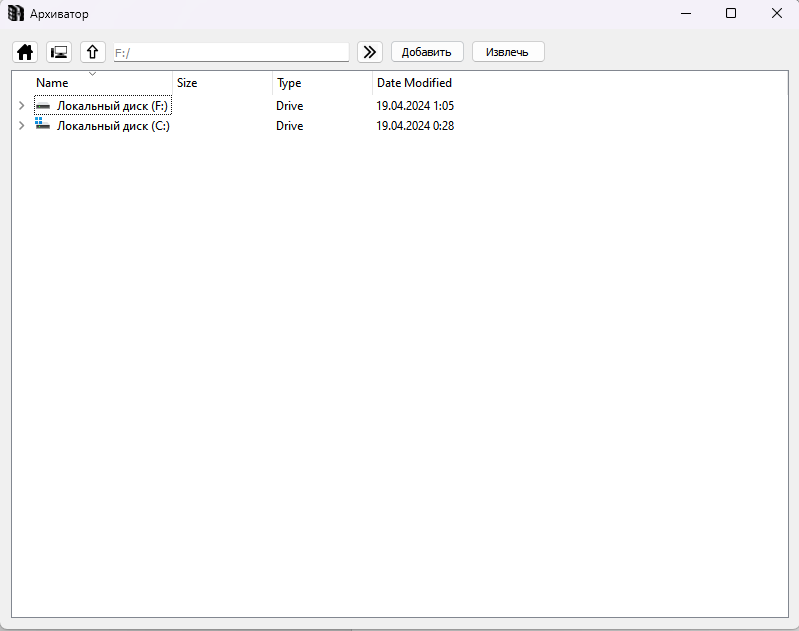 Архиватор
F:/ Добавить Извлечь
Name Size Type Date Modified
Локальный диск (F:) Drive 19.04.2024 1:05
Локальный диск (C:) Drive 19.04.2024 0:28